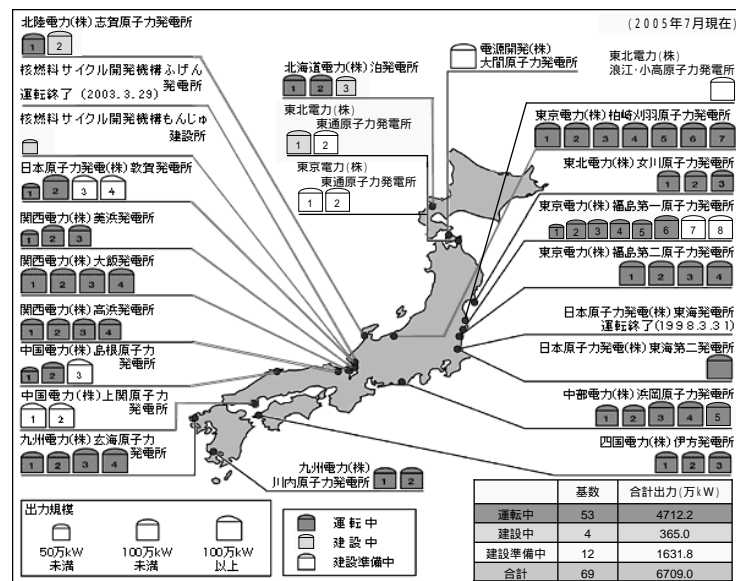 (2005年7月現在)
北陸電力(株)志賀原子力発電所
1 2
核燃料サイクル開発機構ふげん
発電所
運転終了 (2003.3.29)
核燃料サイクル開発機構もんじゅ
建設所
日本原子力発電(株)敦賀発電所
1 2 3 4
関西電力(株)美浜発電所
1 2 3
関西電力(株)大飯発電所
1 2 3 4
関西電力(株)高浜発電所
1 2 3 4
中国電力(株)島根原子力
発電所
1 2 3
中国電力(株)上関原子力
発電所
1 2
九州電力(株)玄海原子力
発電所
1 2 3 4
北海道電力(株)泊発電所
1 2 3
東北電力(株)
東通原子力発電所
1 2
東京電力(株)
東通原子力発電所
1 2
電源開発(株)
大間原子力発電所
東北電力(株)
浪江・小高原子力発電所
東京電力(株)柏崎刈羽原子力発電所
1 2 3 4 5 6 7
東北電力(株)女川原子力発電所
1 2 3
東京電力(株)福島第一原子力発電所
1 2 3 4 5 6 7 8
東京電力(株)福島第二原子力発電所
1 2 3 4
日本原子力発電(株)東海発電所
運転終了(1998.3.31)
日本原子力発電(株)東海第二発電所
中部電力(株)浜岡原子力発電所
1 2 3 4 5
四国電力(株)伊方発電所
1 2 3
九州電力(株)
川内原子力発電所
1 2
出力規模
50万kW 100万kW 100万kW
未満 未満 以上
運転中
建設中
建設準備中
基数 合計出力(万kW)
運転中 53 4712.2
建設中 4 365.0
建設準備中 12 1631.8
合計 69 6709.0